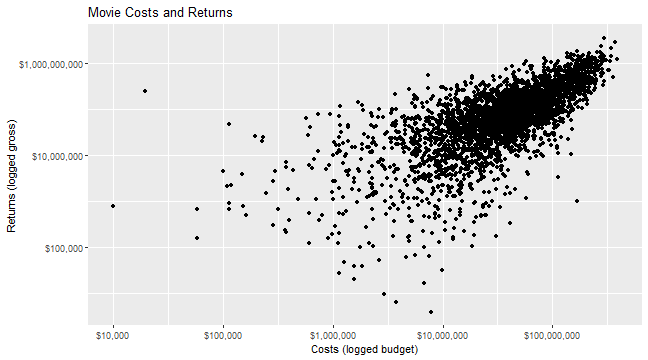 Movie Costs and Returns
$1,000,000,000
$10,000,000
$100,000
Returns (logged gross)
$10,000
$100,000
$1,000,000
$10,000,000
$100,000,000
Costs (logged budget)